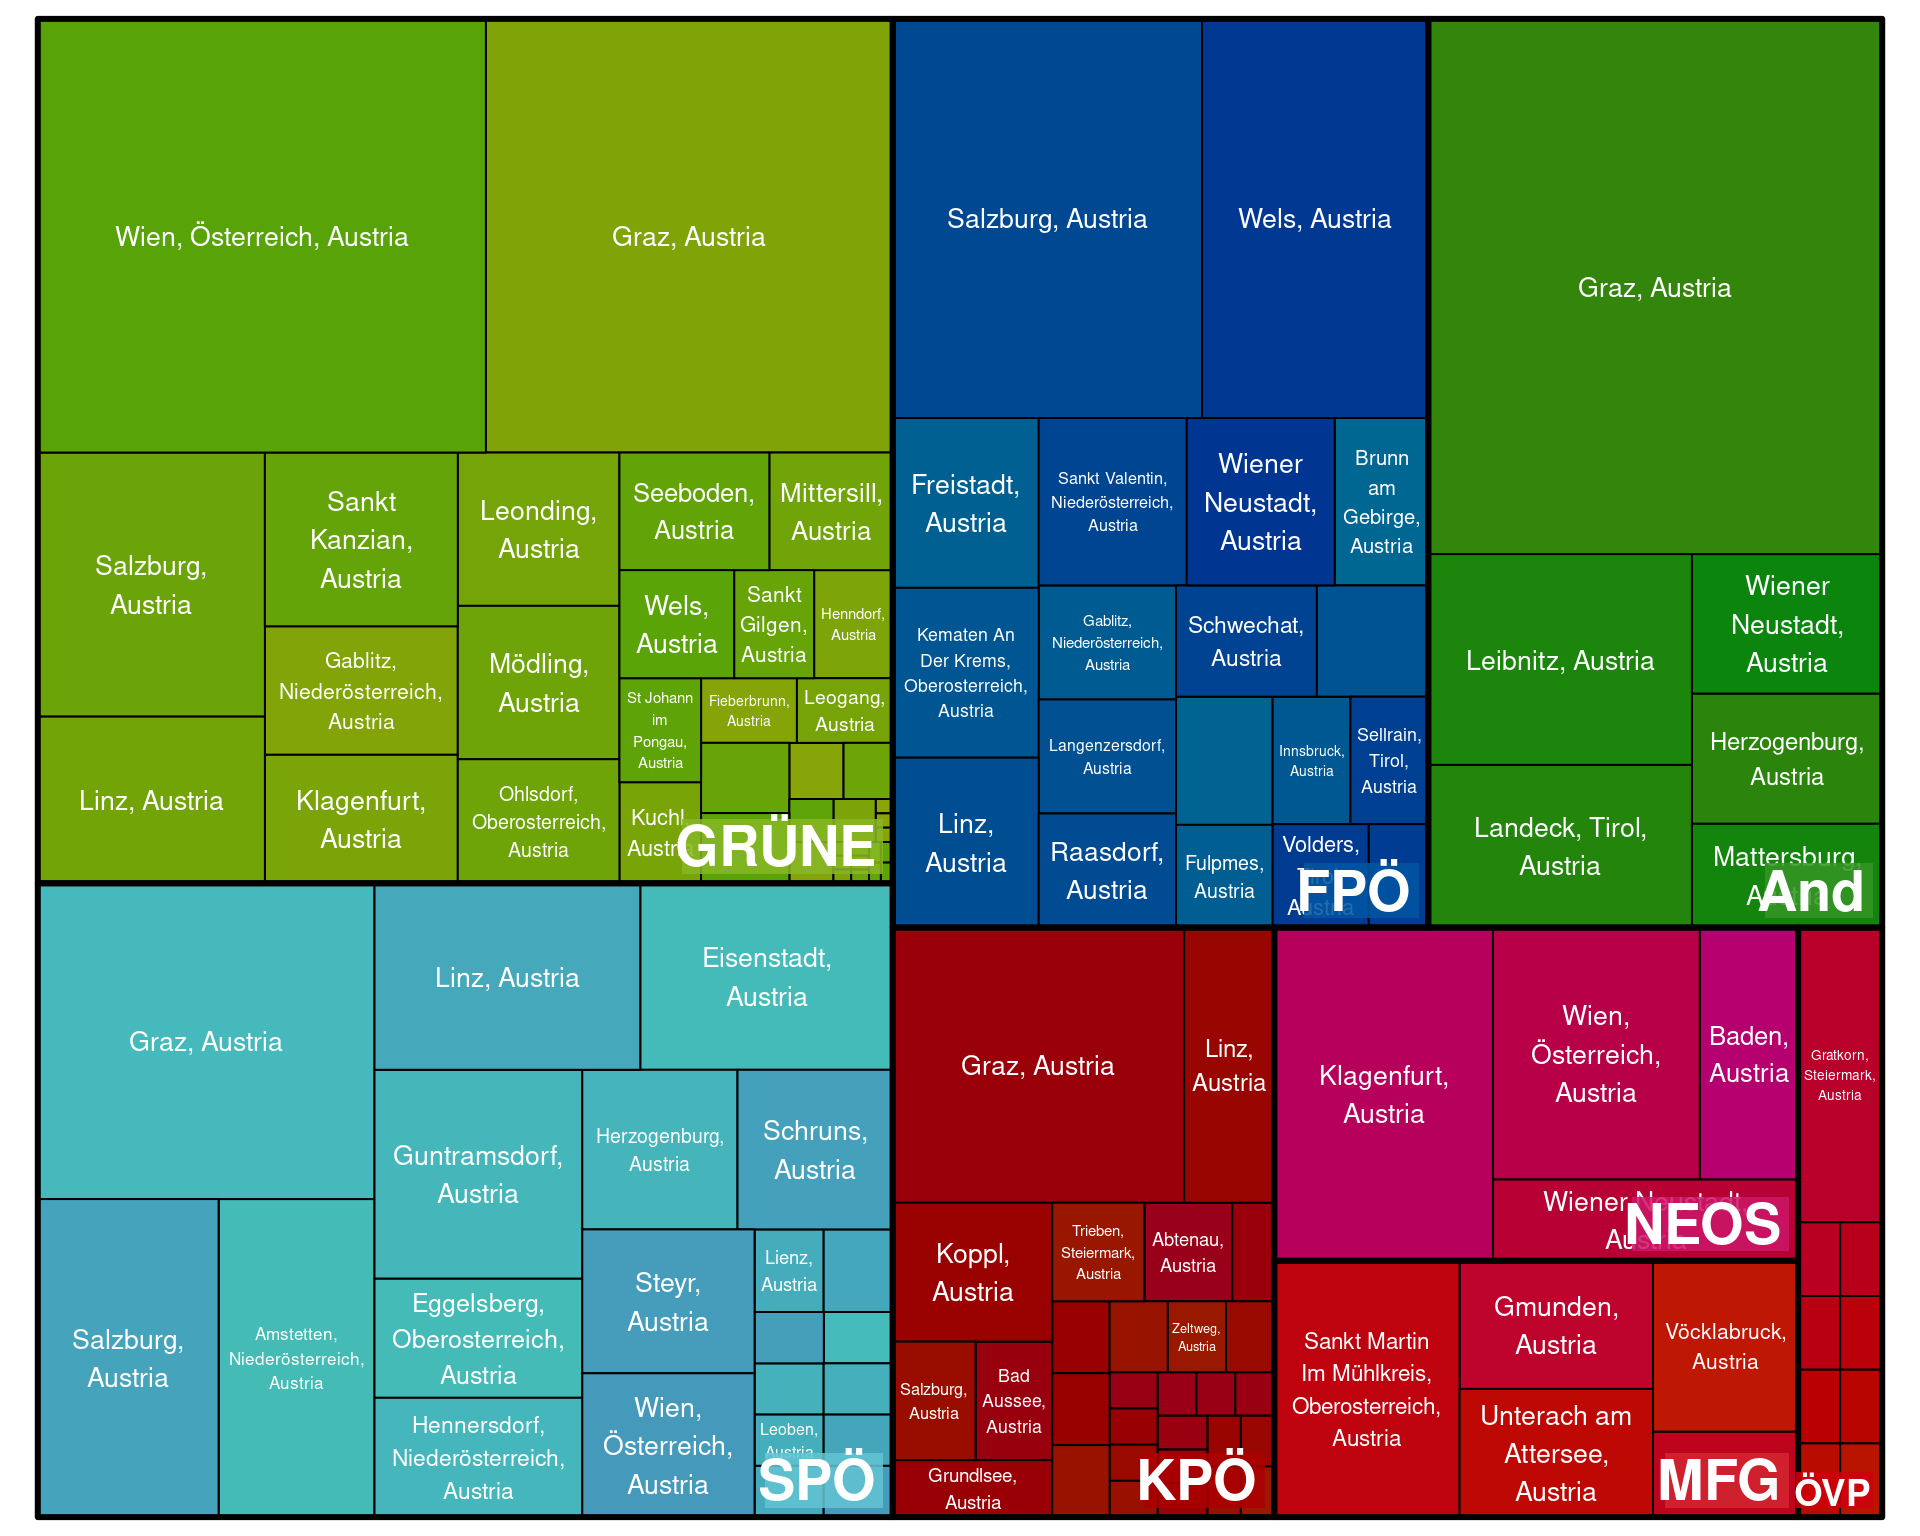 Wien, Österreich, Austria
Graz, Austria
Salzburg,
Austria
Linz, Austria
Sankt
Kanzian,
Austria
Gablitz,
Niederösterreich,
Austria
Klagenfurt,
Austria
Leonding,
Austria
Mödling,
Austria
Ohlsdorf,
Oberosterreich,
Austria
Seeboden,
Austria
Mittersill,
Austria
Wels,
Austria
Sankt
Gilgen,
Austria
Henndorf,
Austria
St Johann
im
Pongau,
Austria
Fieberbrunn,
Austria
Leogang,
Austria
Kuchl,
Austria
GRÜNE
Salzburg, Austria
Wels, Austria
Freistadt,
Austria
Sankt Valentin,
Niederösterreich,
Austria
Wiener
Neustadt,
Austria
Brunn
am
Gebirge,
Austria
Kematen An
Der Krems,
Oberosterreich,
Austria
Gablitz,
Niederösterreich,
Austria
Schwechat,
Austria
Langenzersdorf,
Austria
Innsbruck,
Austria
Sellrain,
Tirol,
Austria
Linz,
Austria
Raasdorf,
Austria
Fulpmes,
Austria
Volders,
Tirol,
Austria
FPÖ
Graz, Austria
Leibnitz, Austria
Wiener
Neustadt,
Austria
Herzogenburg,
Austria
Landeck, Tirol,
Austria
Mattersburg,
Austria
And
Graz, Austria
Linz, Austria
Eisenstadt,
Austria
Guntramsdorf,
Austria
Herzogenburg,
Austria
Schruns,
Austria
Salzburg,
Austria
Amstetten,
Niederösterreich,
Austria
Eggelsberg,
Oberosterreich,
Austria
Hennersdorf,
Niederösterreich,
Austria
Steyr,
Austria
Wien,
Österreich,
Austria
Lienz,
Austria
Leoben,
Austria
SPÖ
Graz, Austria
Linz,
Austria
Koppl,
Austria
Trieben,
Steiermark,
Austria
Abtenau,
Austria
Zeltweg,
Austria
Salzburg,
Austria
Bad
Aussee,
Austria
Grundlsee,
Austria
KPÖ
Klagenfurt,
Austria
Wien,
Österreich,
Austria
Baden,
Austria
Wiener Neustadt,
Austria
NEOS
Sankt Martin
Im Mühlkreis,
Oberosterreich,
Austria
Gmunden,
Austria
Unterach am
Attersee,
Austria
Vöcklabruck,
Austria
MFG
Gratkorn,
Steiermark,
Austria
ÖVP